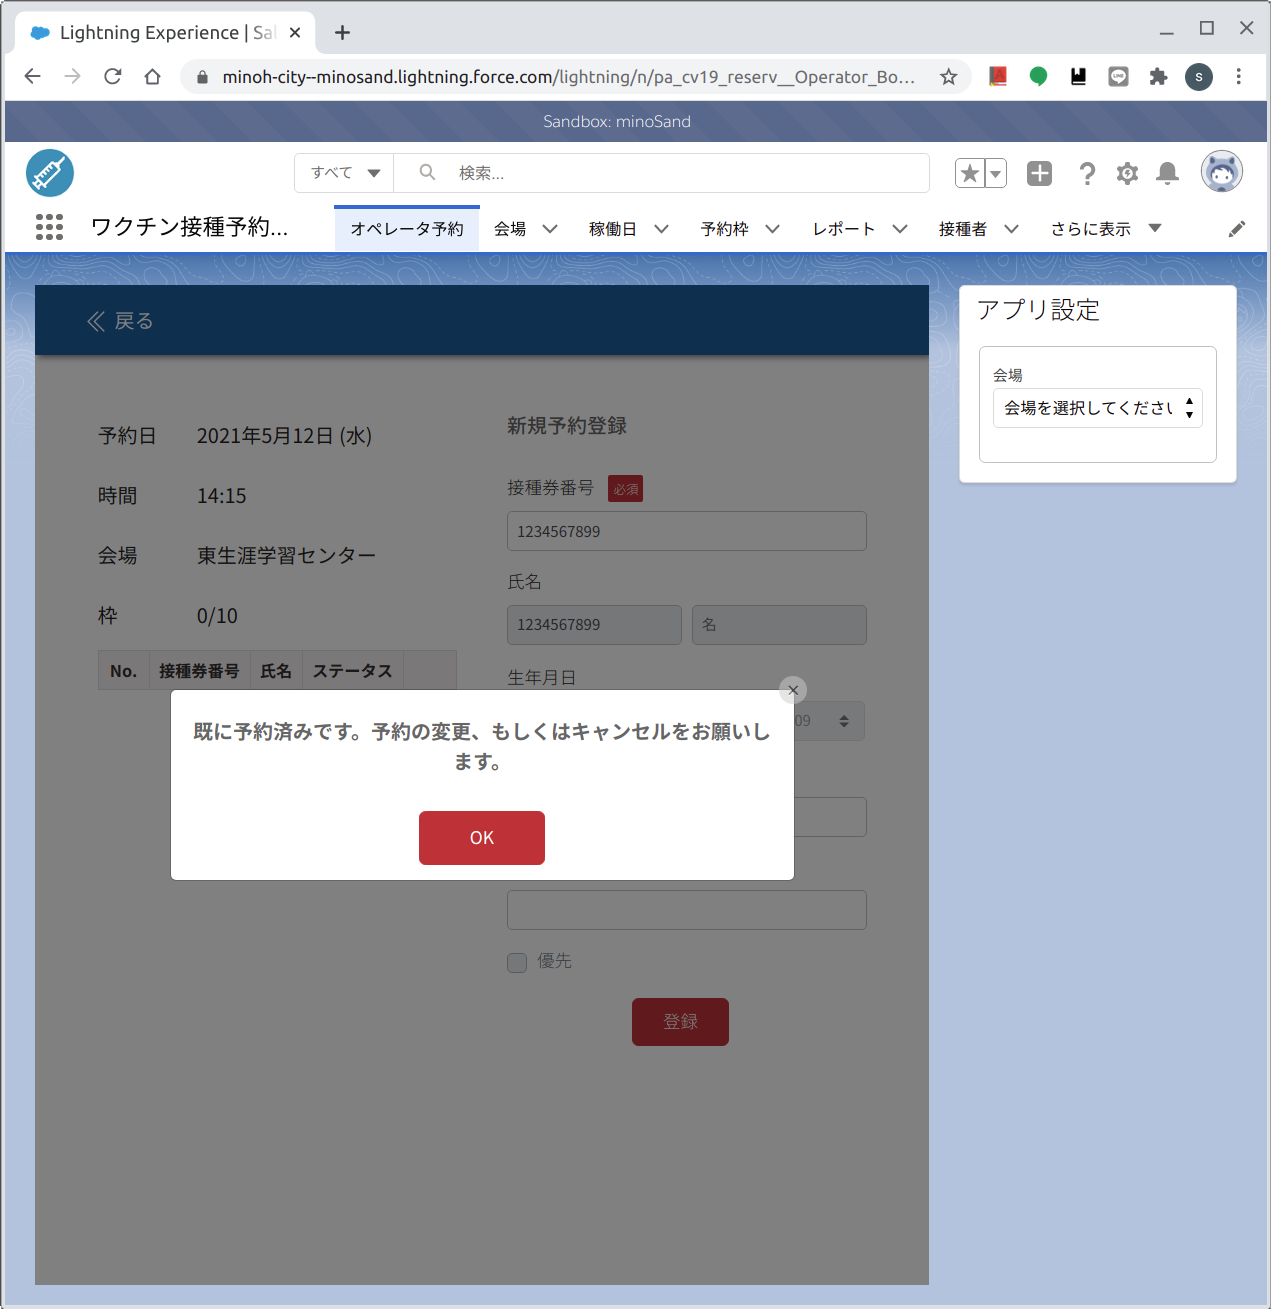 Lightning Experience | Sal
minoh-city--minosand.lightning.force.com/lightning/n/pa_cv19_reserv__Operator_Bo...
S
Sandbox: minoSand
すべて
検索...
ワクチン接種予約...
オペレータ予約
会場
稼働日
予約枠
レポート
接種者
さらに表示
戻る
アプリ設定
会場
会場を選択してください
予約日 2021年5月12日 (水)
時間 14:15
会場 東生涯学習センター
枠 0/10
No. 接種券番号 氏名 ステータス
新規予約登録
接種券番号 必須
1234567899
氏名
1234567899 名
生年月日
09
既に予約済みです。予約の変更、もしくはキャンセルをお願いし
ます。
OK
優先
登録